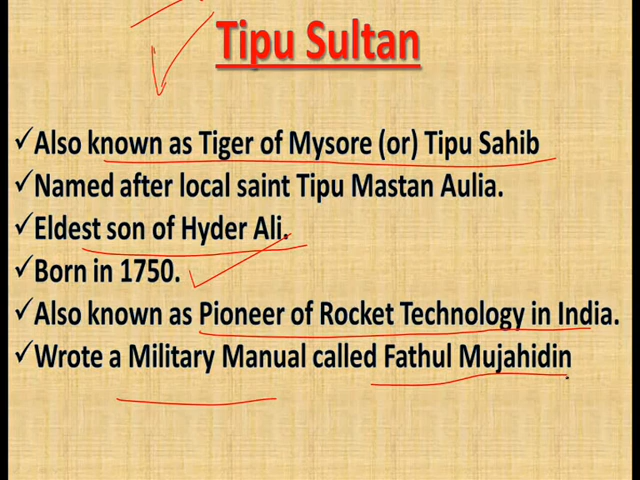 Tipu Sultan
✓Also known as Tiger of Mysore (or) Tipu Sahib
✓Named after local saint Tipu Mastan Aulia.
✓Eldest son of Hyder Ali.
✓Born in 1750.
✓Also known as Pioneer of Rocket Technology in India.
✓Wrote a Military Manual called Fathul Mujahidin